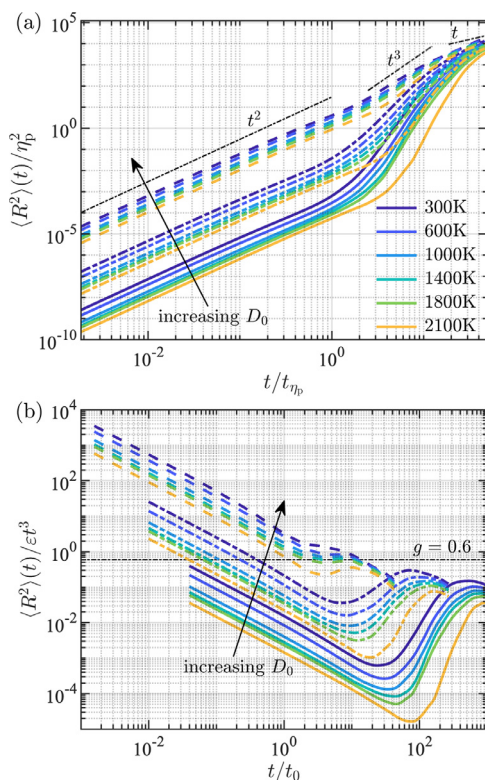 (a)
10^5
10^0
10^-5
10^-10
⟨R^2⟩(t)/η_p^2
t^2
t^3
t
increasing D_0
300K
600K
1000K
1400K
1800K
2100K
10^-2
10^0
t/t_{η_p}
(b)
10^4
10^2
10^0
10^-2
10^-4
⟨R^2⟩(t)/εt^3
g = 0.6
increasing D_0
10^-2
10^0
10^2
t/t_0